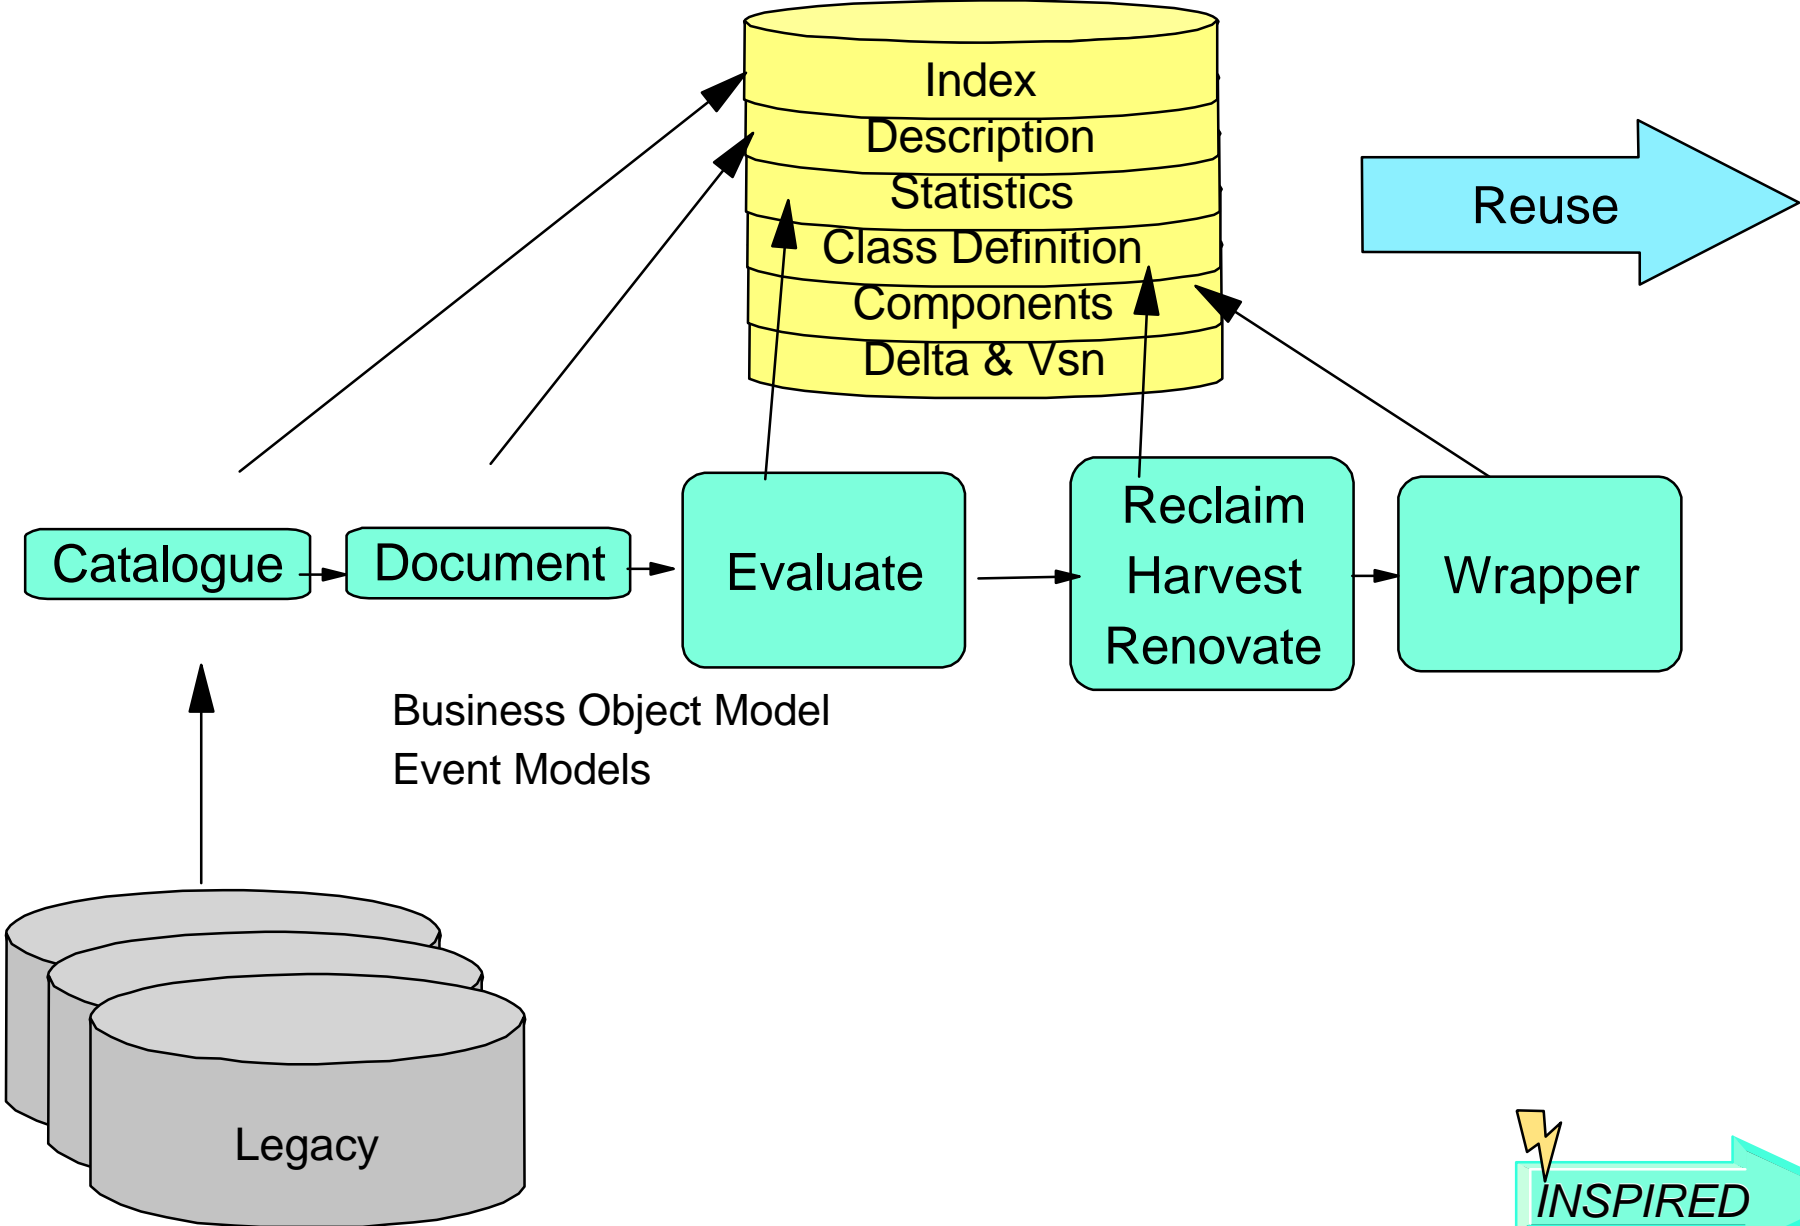 Index
Description
Statistics
Class Definition
Components
Delta & Vsn
Reuse
Catalogue
Document
Evaluate
Reclaim
Harvest
Renovate
Wrapper
Business Object Model
Event Models
Legacy
INSPIRED